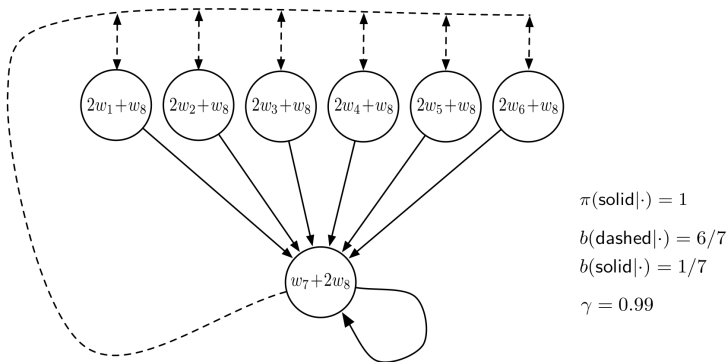 2w₁+w₈ 2w₂+w₈ 2w₃+w₈ 2w₄+w₈ 2w₅+w₈ 2w₆+w₈
π(solid|·) = 1
b(dashed|·) = 6/7
b(solid|·) = 1/7
w₇+2w₈
γ = 0.99